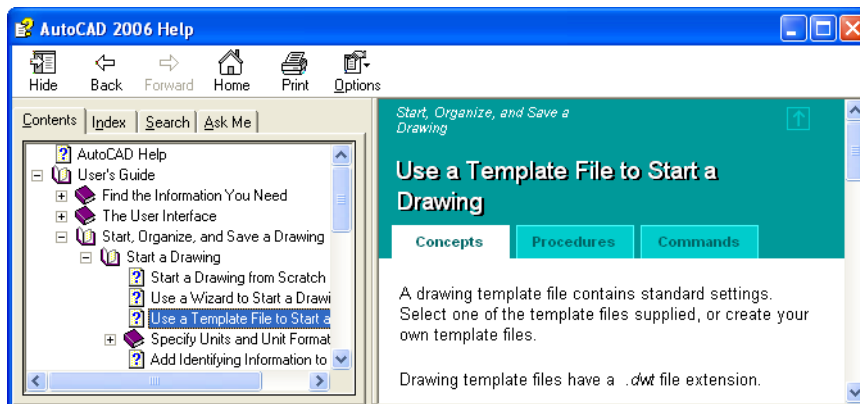 AutoCAD 2006 Help
Hide Back Forward Home Print Options
Contents Index Search Ask Me
AutoCAD Help
User's Guide
Find the Information You Need
The User Interface
Start, Organize, and Save a Drawing
Start a Drawing
Start a Drawing from Scratch
Use a Wizard to Start a Drawi
Use a Template File to Start a
Specify Units and Unit Format
Add Identifying Information to
Start, Organize, and Save a
Drawing
Use a Template File to Start a
Drawing
Concepts Procedures Commands
A drawing template file contains standard settings.
Select one of the template files supplied, or create your
own template files.
Drawing template files have a .dwt file extension.